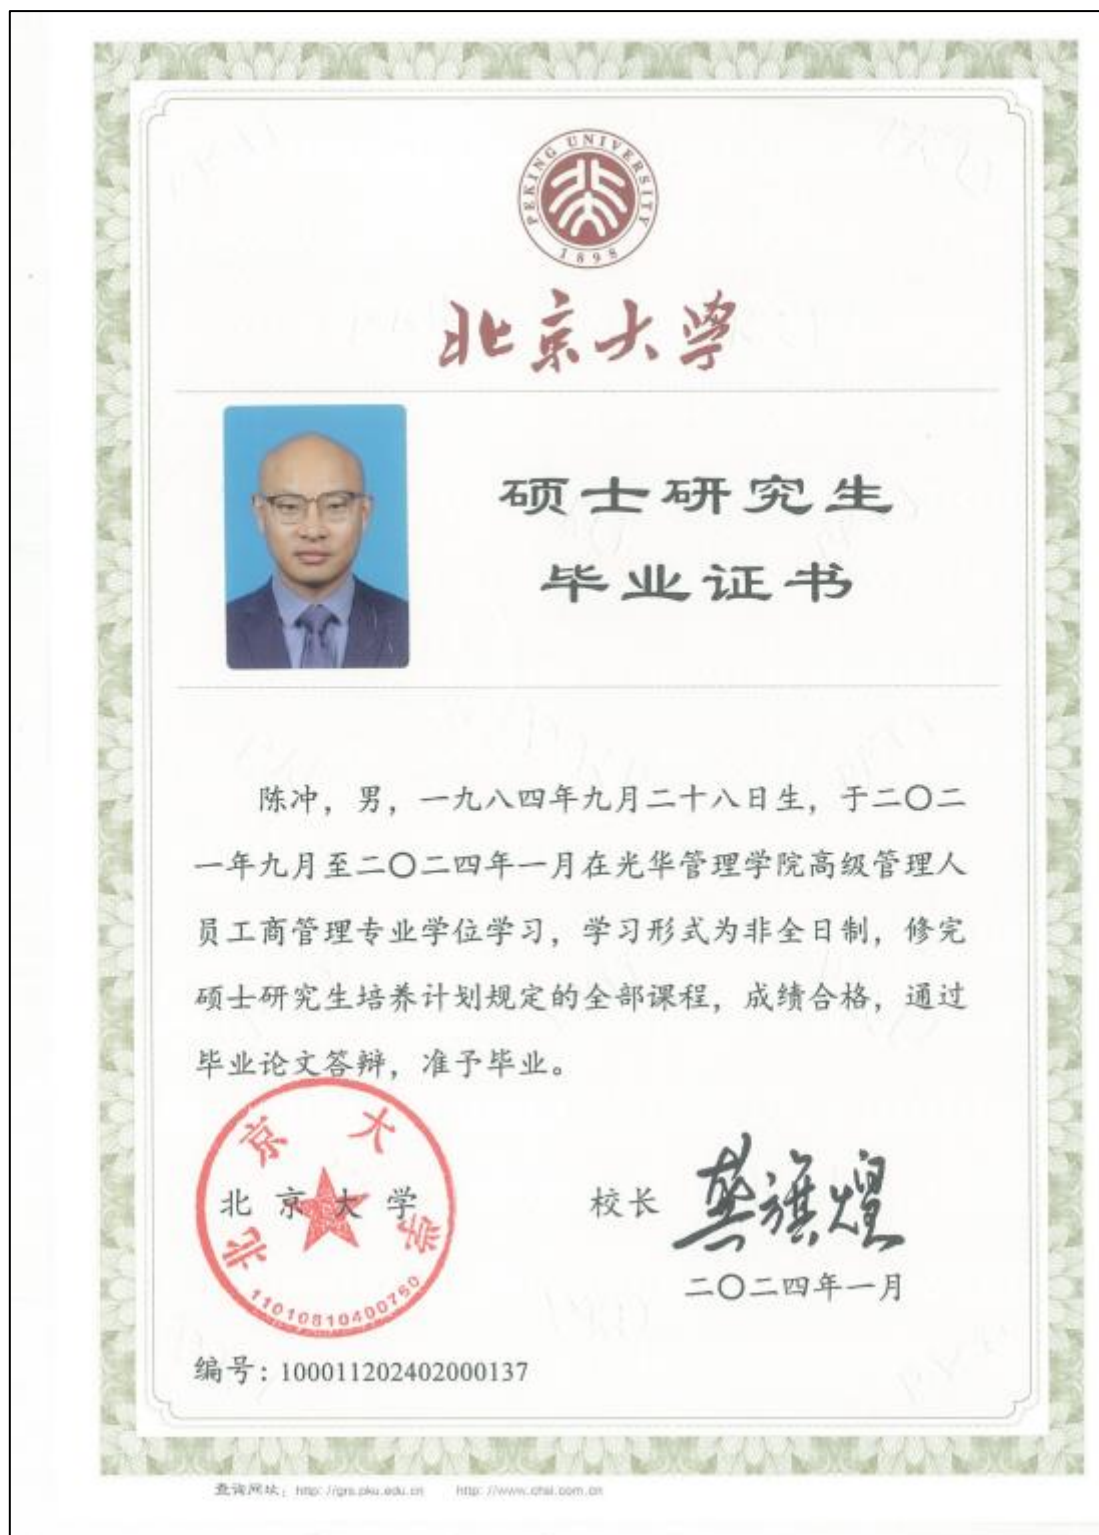 PEKING UNIVERSITY
1898
北京大学
硕士研究生
毕业证书
陈冲，男，一九八四年九月二十八日生，于二〇二
一年九月至二〇二四年一月在光华管理学院高级管理人
员工商管理专业学位学习，学习形式为非全日制，修完
硕士研究生培养计划规定的全部课程，成绩合格，通过
毕业论文答辩，准予毕业。
北京大学
北京大学
11010810400760
校长 龚旗煌
二〇二四年一月
编号：100011202402000137
查询网址：http://grs.pku.edu.cn http://www.chsi.com.cn